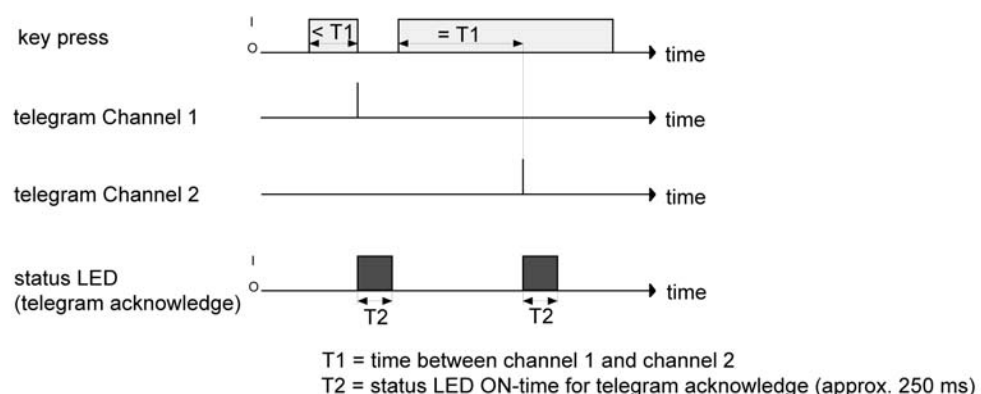 key press
I
O
< T1
= T1
time
telegram Channel 1
time
telegram Channel 2
time
status LED
(telegram acknowledge)
I
O
T2
T2
time
T1 = time between channel 1 and channel 2
T2 = status LED ON-time for telegram acknowledge (approx. 250 ms)